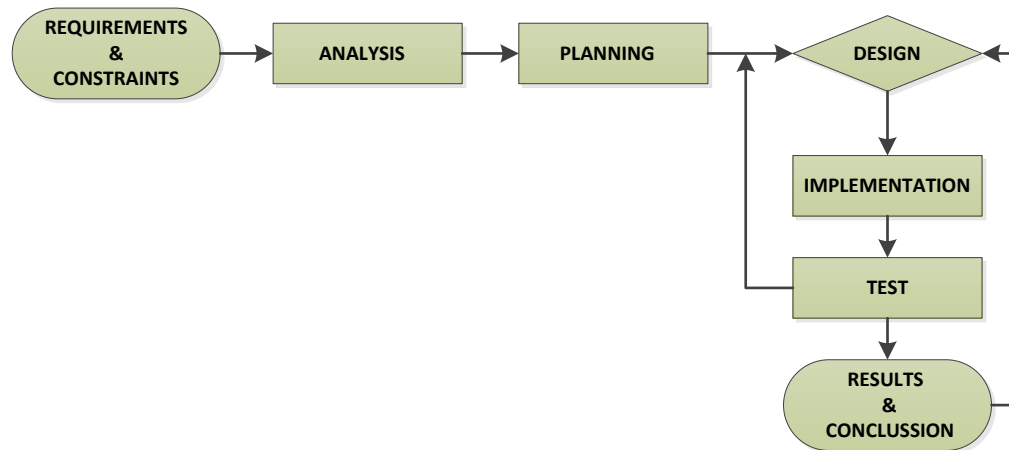 REQUIREMENTS
&
CONSTRAINTS
ANALYSIS
PLANNING
DESIGN
IMPLEMENTATION
TEST
RESULTS
&
CONCLUSSION